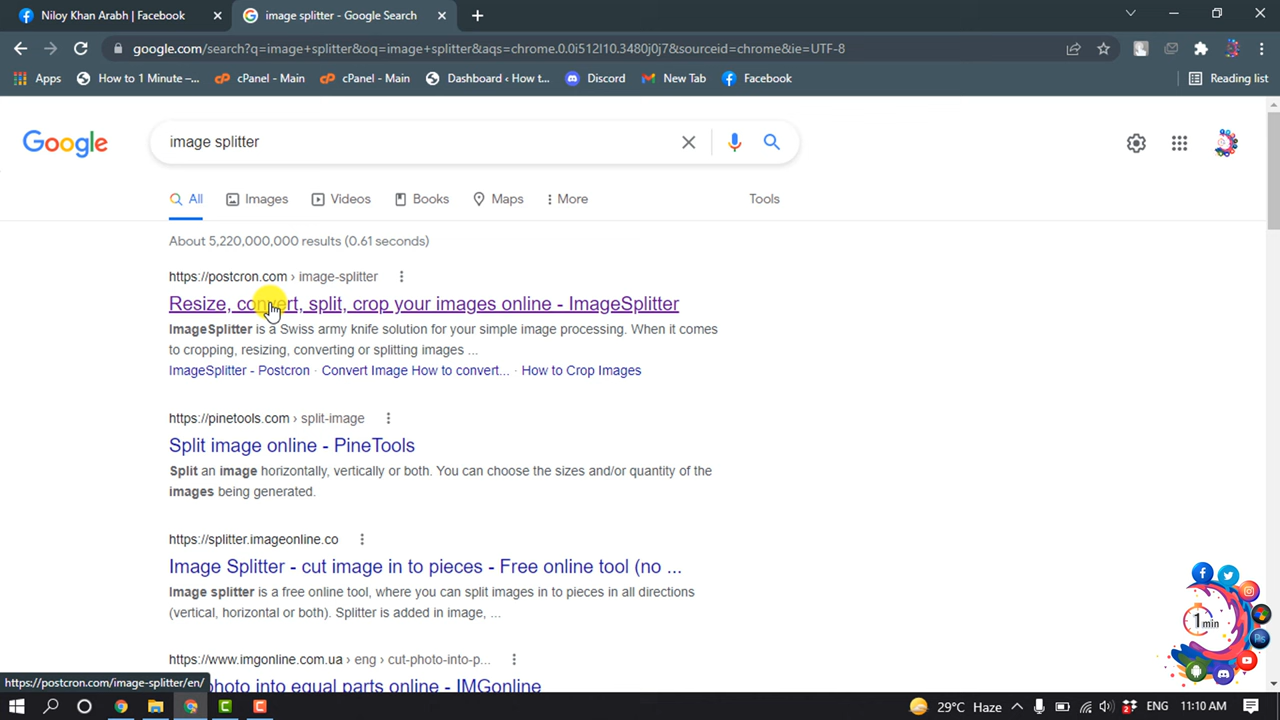 Niloy Khan Arabh | Facebook
image splitter - Google Search
google.com/search?q=image+splitter&oq=image+splitter&aqs=chrome.0.0i512l10.3480j0j7&sourceid=chrome&ie=UTF-8
Apps
How to 1 Minute –...
cPanel - Main
cPanel - Main
Dashboard ‹ How t...
Discord
New Tab
Facebook
Reading list
Google
image splitter
All
Images
Videos
Books
Maps
More
Tools
About 5,220,000,000 results (0.61 seconds)
https://postcron.com › image-splitter
Resize, convert, split, crop your images online - ImageSplitter
ImageSplitter is a Swiss army knife solution for your simple image processing. When it comes
to cropping, resizing, converting or splitting images ...
ImageSplitter - Postcron · Convert Image How to convert... · How to Crop Images
https://pinetools.com › split-image
Split image online - PineTools
Split an image horizontally, vertically or both. You can choose the sizes and/or quantity of the
images being generated.
https://splitter.imageonline.co
Image Splitter - cut image in to pieces - Free online tool (no ...
Image splitter is a free online tool, where you can split images in to pieces in all directions
(vertical, horizontal or both). Splitter is added in image, ...
https://www.imgonline.com.ua › eng › cut-photo-into-p...
photo into equal parts online - IMGonline
1 min
Ps
https://postcron.com/image-splitter/en/
29°C Haze
ENG
11:10 AM